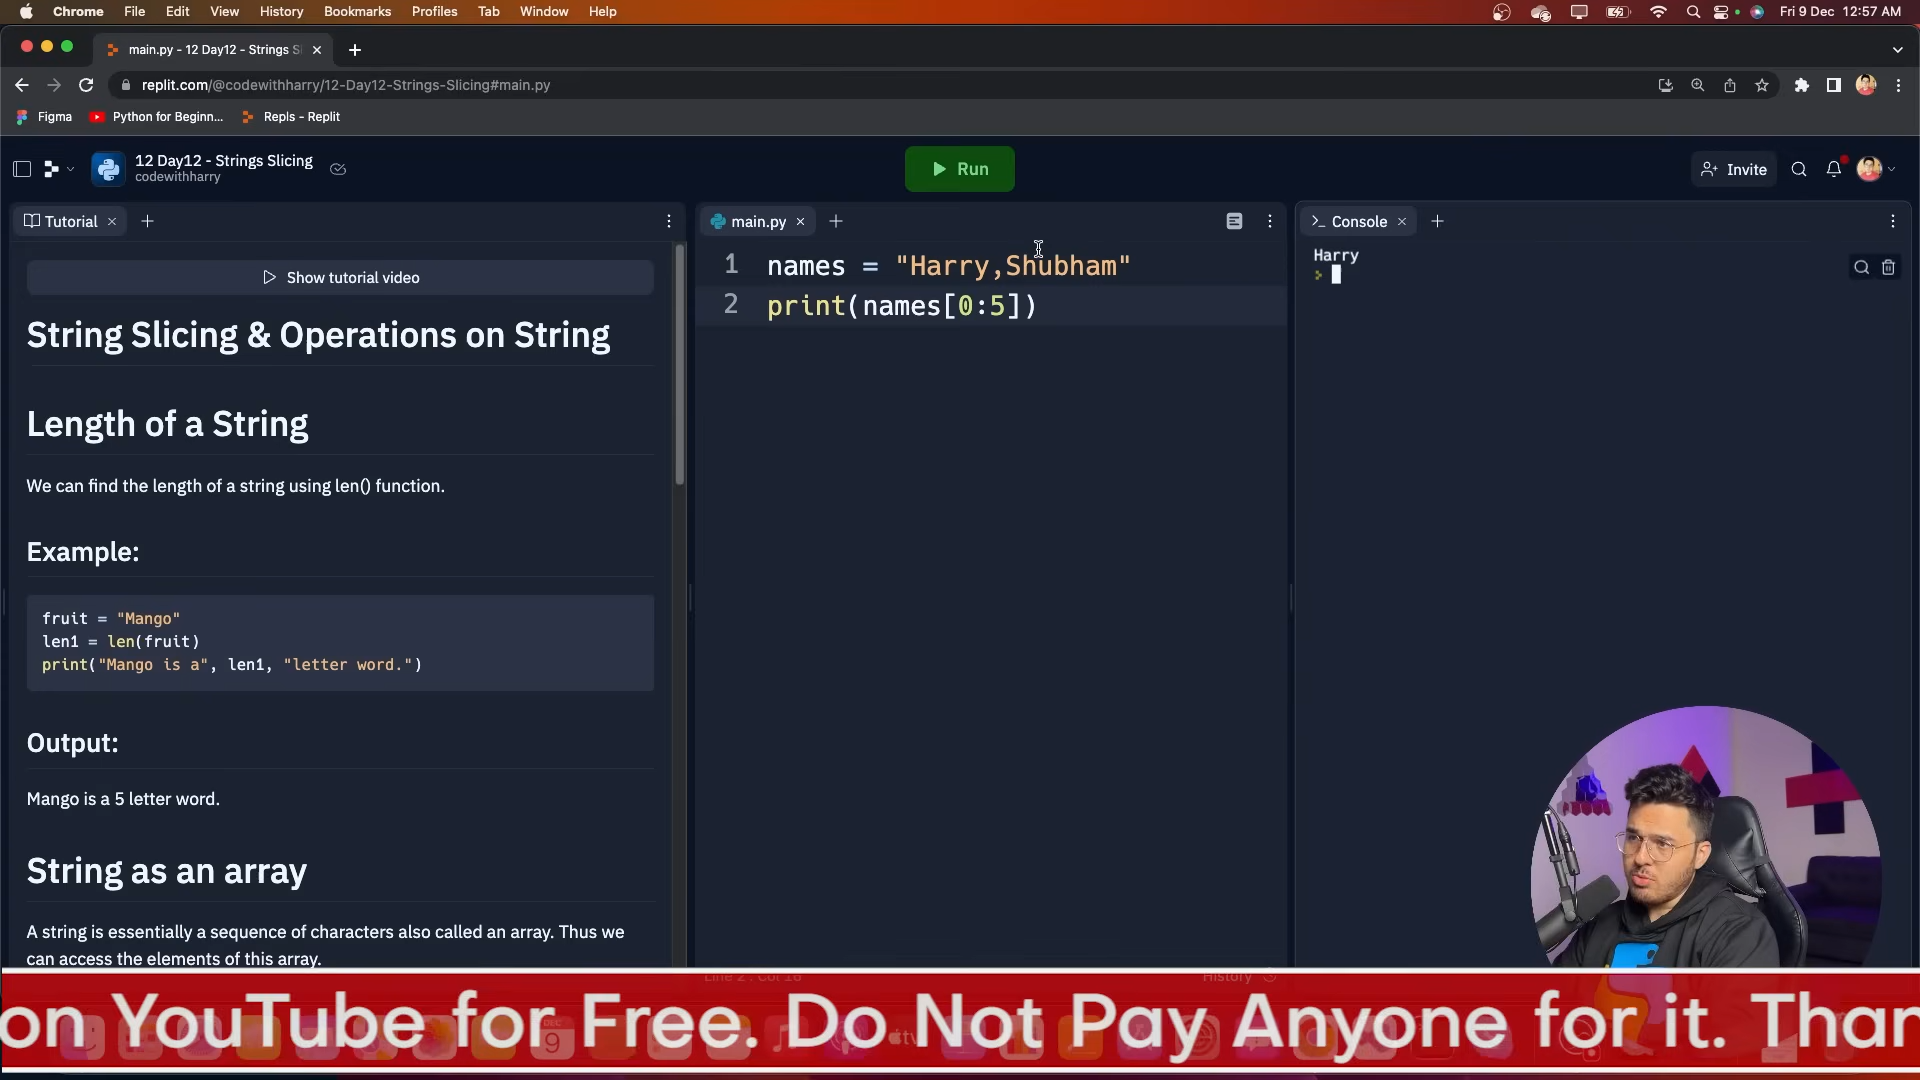 Chrome File Edit View History Bookmarks Profiles Tab Window Help Fri 9 Dec 12:57 AM
main.py - 12 Day12 - Strings S
replit.com/@codewithharry/12-Day12-Strings-Slicing#main.py
Figma Python for Beginn... Repls - Replit
12 Day12 - Strings Slicing
codewithharry
Run
Invite
Tutorial
Show tutorial video
String Slicing & Operations on String
Length of a String
We can find the length of a string using len() function.
Example:
fruit = "Mango"
len1 = len(fruit)
print("Mango is a", len1, "letter word.")
Output:
Mango is a 5 letter word.
String as an array
A string is essentially a sequence of characters also called an array. Thus we
can access the elements of this array.
main.py
1 names = "Harry,Shubham"
2 print(names[0:5])
History
>_ Console
Harry
on YouTube for Free. Do Not Pay Anyone for it. Than